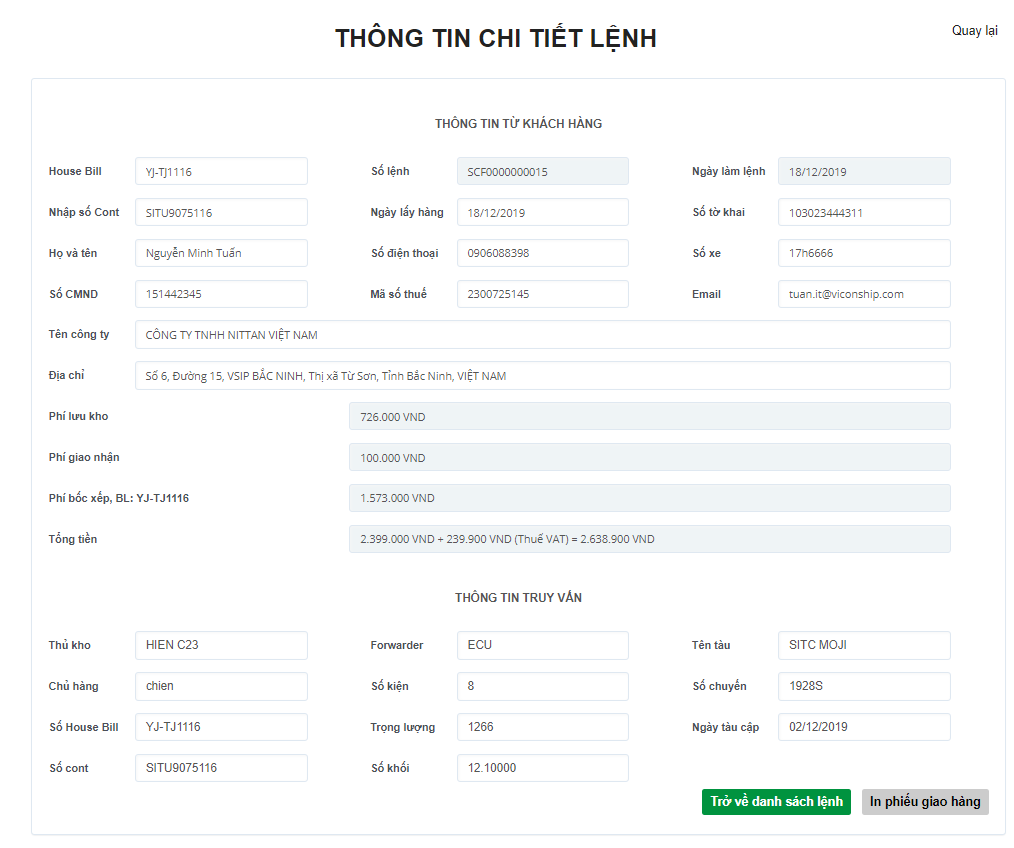 THÔNG TIN CHI TIẾT LỆNH
Quay lại
THÔNG TIN TỪ KHÁCH HÀNG
House Bill YJ-TJ1116 Số lệnh SCF0000000015 Ngày làm lệnh 18/12/2019
Nhập số Cont SITU9075116 Ngày lấy hàng 18/12/2019 Số tờ khai 103023444311
Họ và tên Nguyễn Minh Tuấn Số điện thoại 0906088398 Số xe 17h6666
Số CMND 151442345 Mã số thuế 2300725145 Email tuan.it@viconship.com
Tên công ty CÔNG TY TNHH NITTAN VIỆT NAM
Địa chỉ Số 6, Đường 15, VSIP BẮC NINH, Thị xã Từ Sơn, Tỉnh Bắc Ninh, VIỆT NAM
Phí lưu kho 726.000 VND
Phí giao nhận 100.000 VND
Phí bốc xếp, BL: YJ-TJ1116 1.573.000 VND
Tổng tiền 2.399.000 VND + 239.900 VND (Thuế VAT) = 2.638.900 VND
THÔNG TIN TRUY VẤN
Thủ kho HIEN C23 Forwarder ECU Tên tàu SITC MOJI
Chủ hàng chien Số kiện 8 Số chuyến 1928S
Số House Bill YJ-TJ1116 Trọng lượng 1266 Ngày tàu cập 02/12/2019
Số cont SITU9075116 Số khối 12.10000
Trở về danh sách lệnh In phiếu giao hàng